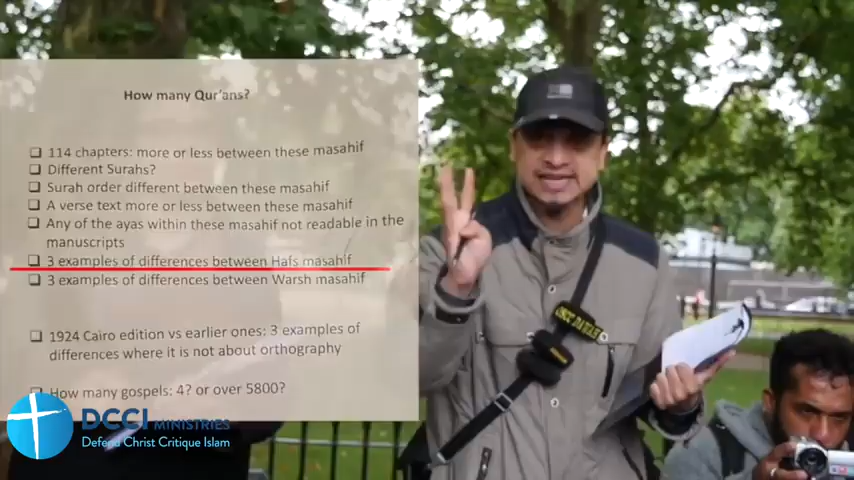 How many Qur'ans?
❑ 114 chapters: more or less between these masahif
❑ Different Surahs?
❑ Surah order different between these masahif
❑ A verse text more or less between these masahif
❑ Any of the ayas within these masahif not readable in the
manuscripts
❑ 3 examples of differences between Hafs masahif
❑ 3 examples of differences between Warsh masahif
❑ 1924 Cairo edition vs earlier ones: 3 examples of
differences where it is not about orthography
❑ How many gospels: 4? or over 5800?
DCCI MINISTRIES
Defend Christ Critique Islam